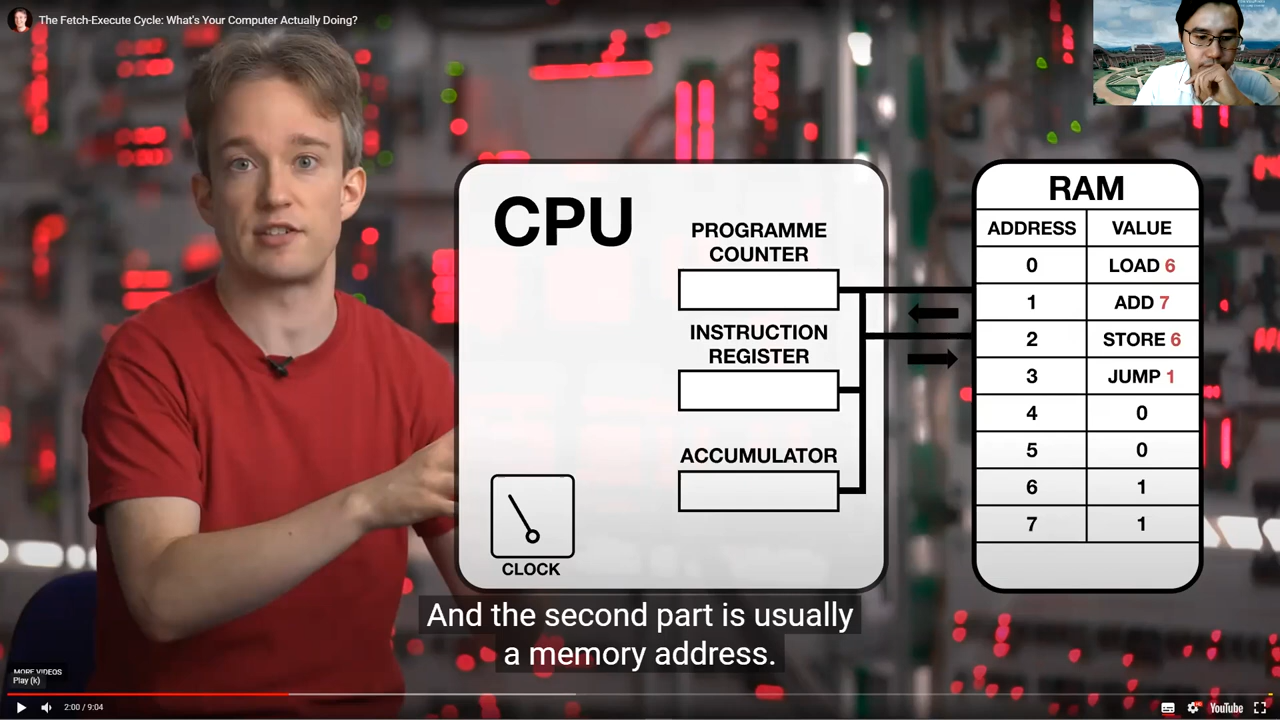 The Fetch-Execute Cycle: What's Your Computer Actually Doing?
CPU
PROGRAMME
COUNTER
INSTRUCTION
REGISTER
ACCUMULATOR
CLOCK
RAM
ADDRESS VALUE
0 LOAD 6
1 ADD 7
2 STORE 6
3 JUMP 1
4 0
5 0
6 1
7 1
And the second part is usually
a memory address.
MORE VIDEOS
Play (k)
2:00 / 9:04
YouTube